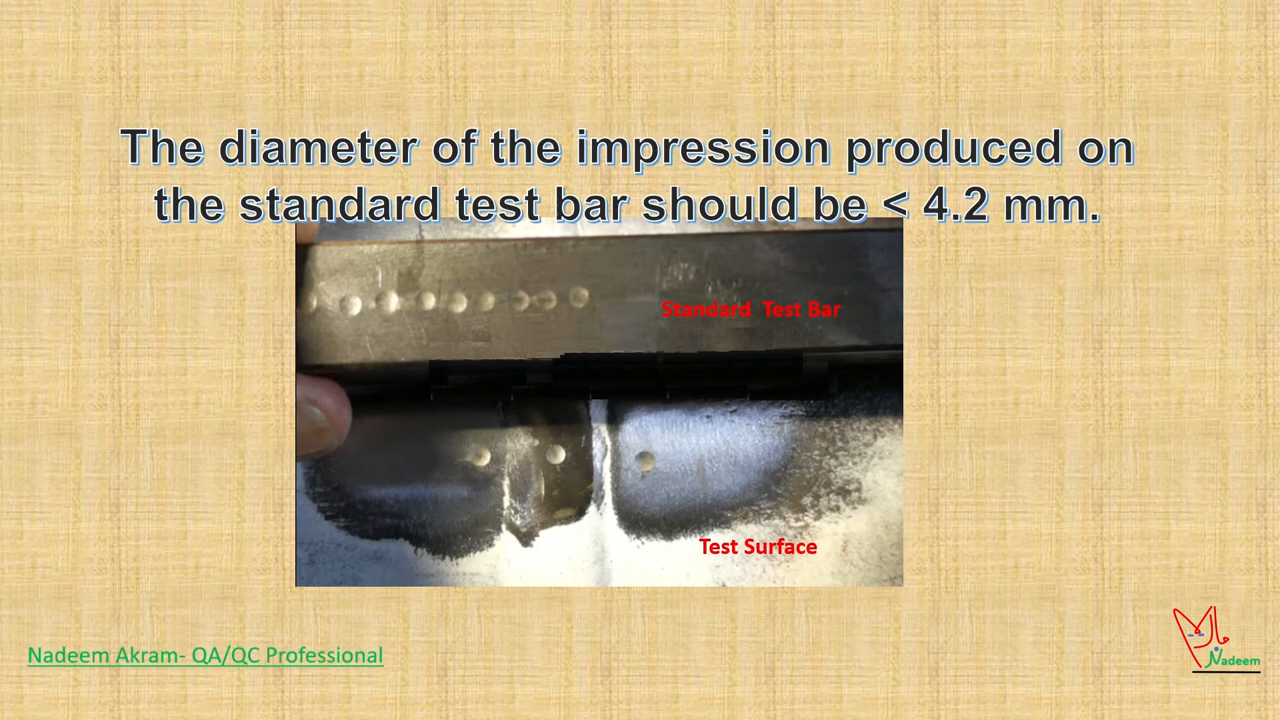 The diameter of the impression produced on
the standard test bar should be < 4.2 mm.
Standard Test Bar
Test Surface
Nadeem Akram- QA/QC Professional
Nadeem